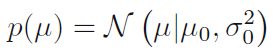 p(μ) = 𝒩 (μ|μ₀, σ₀²)